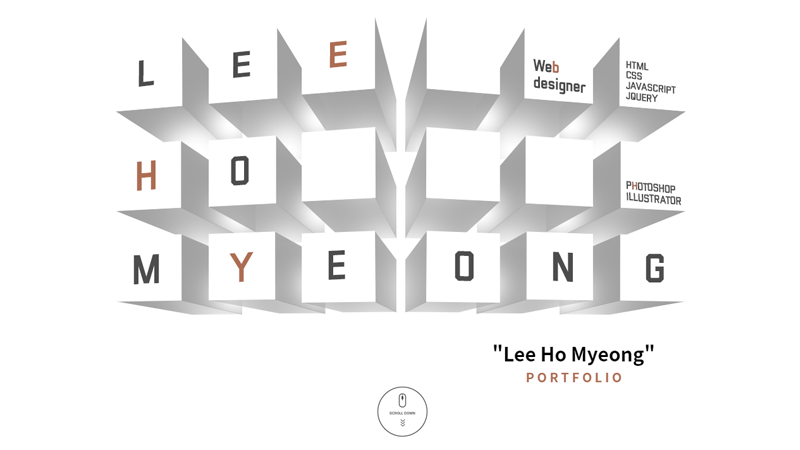 L E E
Web
designer
HTML
CSS
JAVASCRIPT
JQUERY
H O
PHOTOSHOP
ILLUSTRATOR
M Y E O N G
"Lee Ho Myeong"
PORTFOLIO
SCROLL DOWN